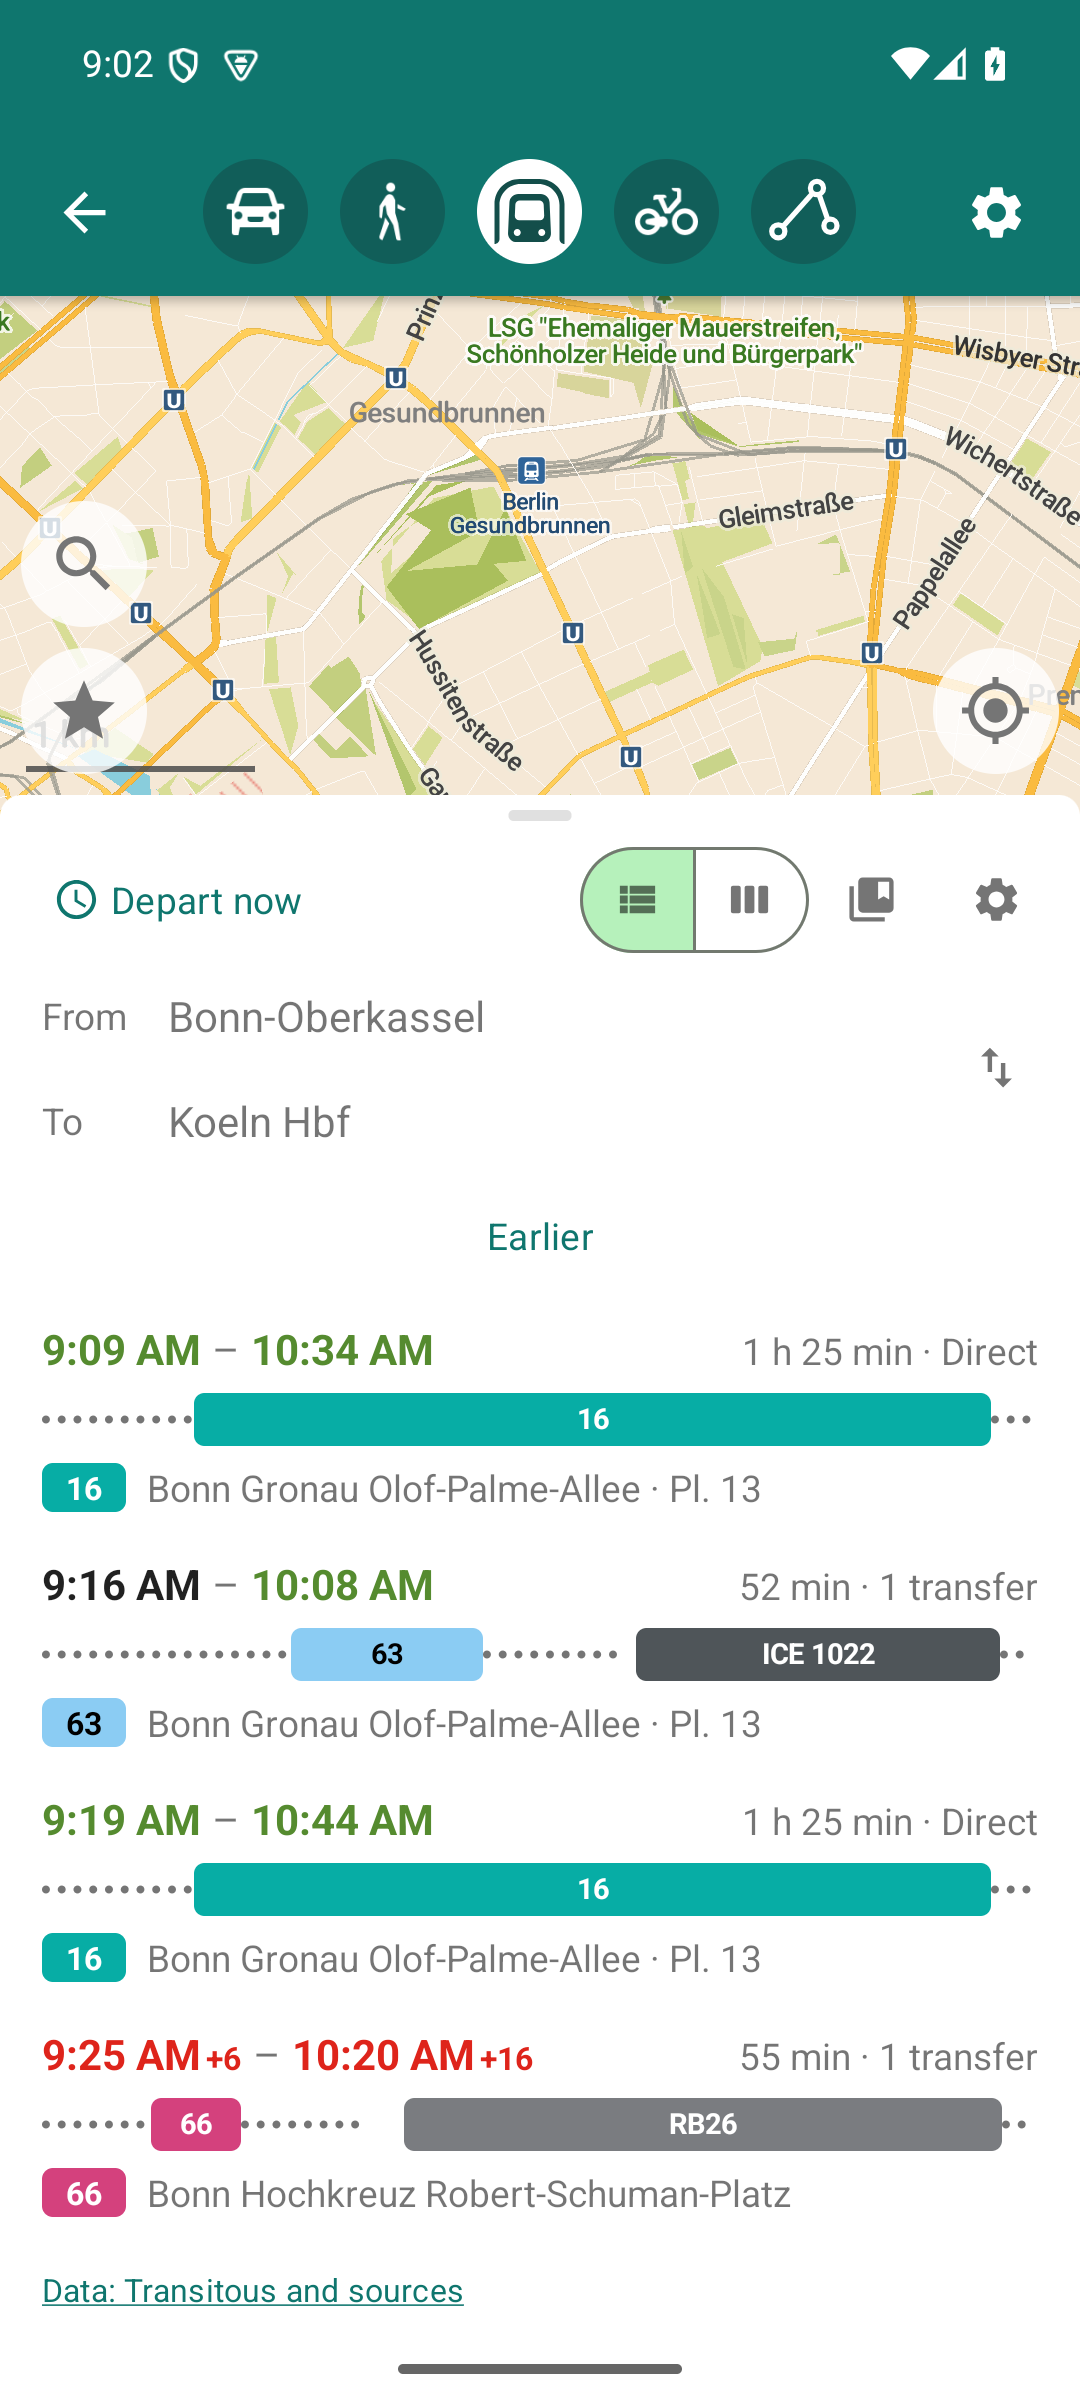 9:02
LSG "Ehemaliger Mauerstreifen,
Schönholzer Heide und Bürgerpark"
Wisbyer Str
Prinz
U
U
Gesundbrunnen
U
Wichertstraße
Berlin
Gesundbrunnen
Gleimstraße
U
Pappelallee
U
U
U
Hussitenstraße
U
Prer
1 km
U
Ga
Depart now
From Bonn-Oberkassel
To Koeln Hbf
Earlier
9:09 AM – 10:34 AM 1 h 25 min · Direct
16
16 Bonn Gronau Olof-Palme-Allee · Pl. 13
9:16 AM – 10:08 AM 52 min · 1 transfer
63 ICE 1022
63 Bonn Gronau Olof-Palme-Allee · Pl. 13
9:19 AM – 10:44 AM 1 h 25 min · Direct
16
16 Bonn Gronau Olof-Palme-Allee · Pl. 13
9:25 AM +6 – 10:20 AM +16 55 min · 1 transfer
66 RB26
66 Bonn Hochkreuz Robert-Schuman-Platz
Data: Transitous and sources